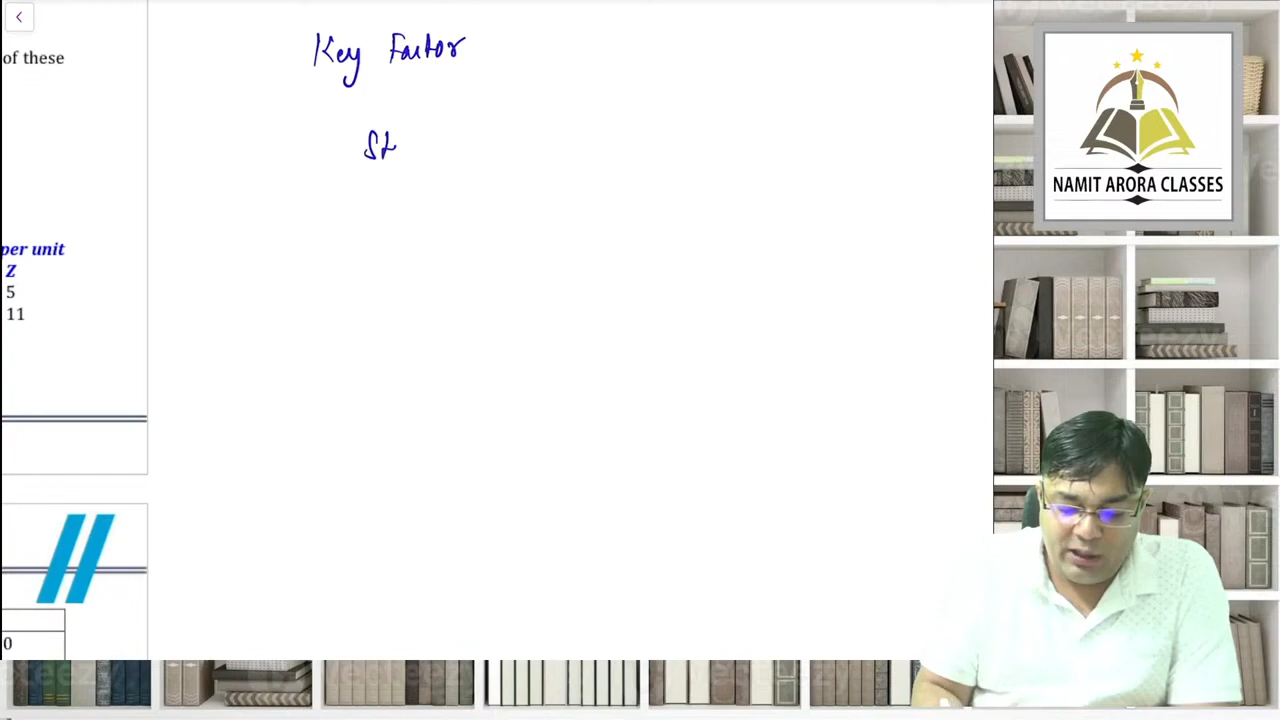 of these
Key Factor
St
per unit
Z
5
11
0
NAMIT ARORA CLASSES